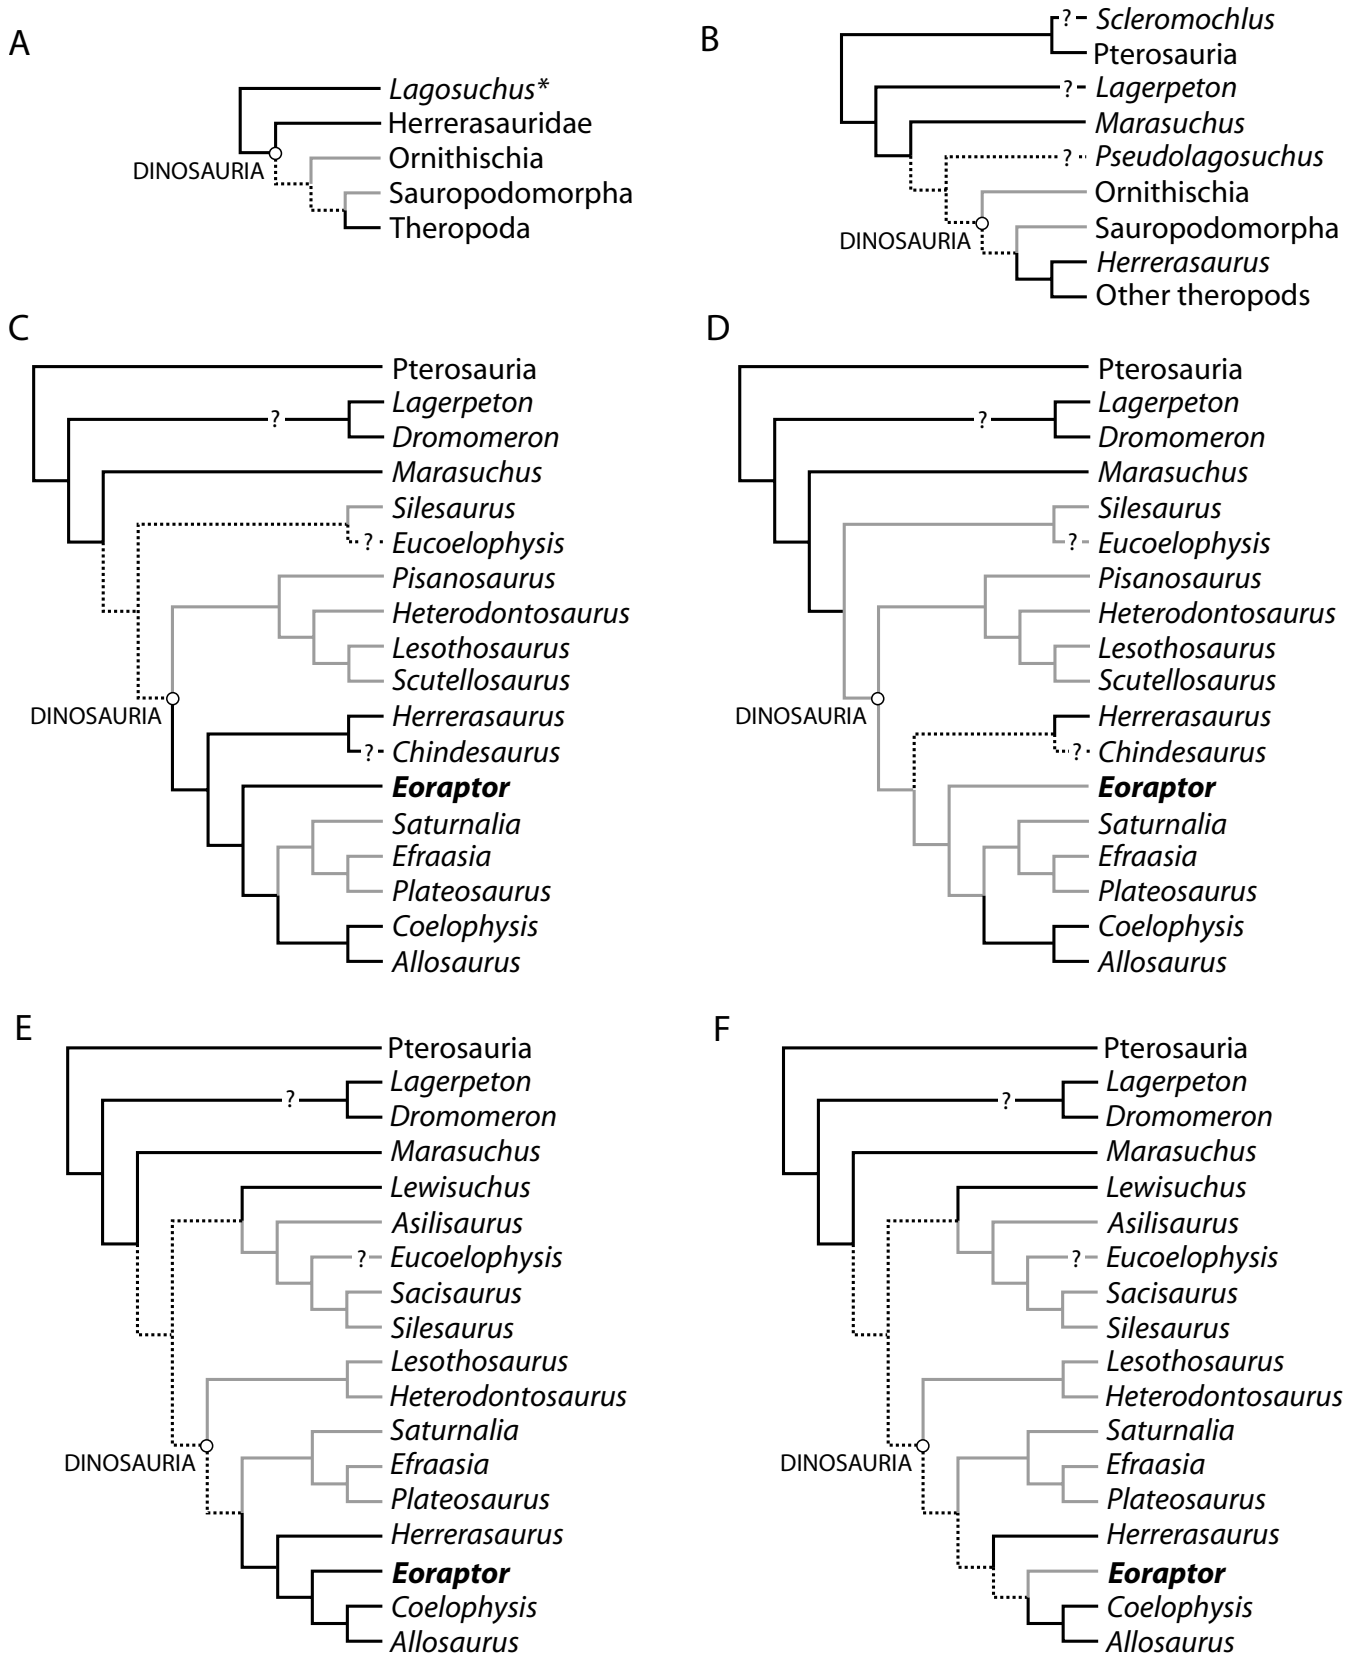 A
Lagosuchus*
Herrerasauridae
Ornithischia
DINOSAURIA
Sauropodomorpha
Theropoda
B
? Scleromochlus
Pterosauria
? Lagerpeton
Marasuchus
? Pseudolagosuchus
Ornithischia
Sauropodomorpha
DINOSAURIA
Herrerasaurus
Other theropods
C
Pterosauria
Lagerpeton
?
Dromomeron
Marasuchus
Silesaurus
? Eucoelophysis
Pisanosaurus
Heterodontosaurus
Lesothosaurus
Scutellosaurus
DINOSAURIA
Herrerasaurus
? Chindesaurus
Eoraptor
Saturnalia
Efraasia
Plateosaurus
Coelophysis
Allosaurus
D
Pterosauria
Lagerpeton
?
Dromomeron
Marasuchus
Silesaurus
? Eucoelophysis
Pisanosaurus
Heterodontosaurus
Lesothosaurus
Scutellosaurus
DINOSAURIA
Herrerasaurus
? Chindesaurus
Eoraptor
Saturnalia
Efraasia
Plateosaurus
Coelophysis
Allosaurus
E
Pterosauria
Lagerpeton
?
Dromomeron
Marasuchus
Lewisuchus
Asilisaurus
? Eucoelophysis
Sacisaurus
Silesaurus
Lesothosaurus
Heterodontosaurus
Saturnalia
DINOSAURIA
Efraasia
Plateosaurus
Herrerasaurus
Eoraptor
Coelophysis
Allosaurus
F
Pterosauria
Lagerpeton
?
Dromomeron
Marasuchus
Lewisuchus
Asilisaurus
? Eucoelophysis
Sacisaurus
Silesaurus
Lesothosaurus
Heterodontosaurus
Saturnalia
DINOSAURIA
Efraasia
Plateosaurus
Herrerasaurus
Eoraptor
Coelophysis
Allosaurus